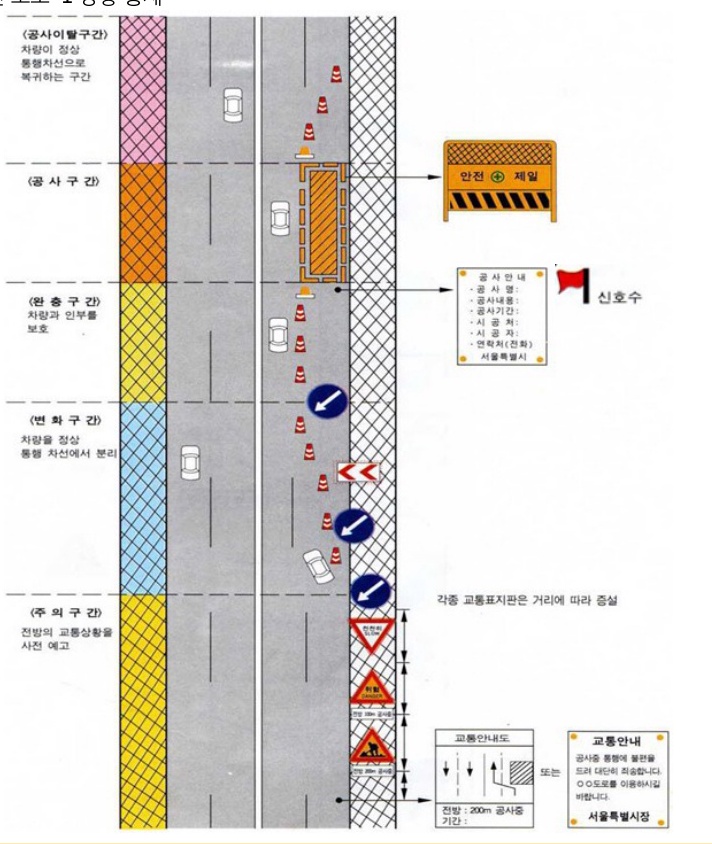 〈공사이탈구간〉
차량이 정상
통행차선으로
복귀하는 구간
〈공 사 구 간〉
안전 제일
〈완 충 구 간〉
차량과 인부를
보호
공 사 안 내
· 공 사 명 :
· 공사내용 :
· 공사기간 :
· 시 공 처 :
· 시 공 자 :
· 연락처(전화)
서울특별시
신호수
〈변 화 구 간〉
차량을 정상
통행 차선에서 분리
각종 교통표지판은 거리에 따라 증설
〈주 의 구 간〉
전방의 교통상황을
사전 예고
천천히
SLOW
위험
DANGER
전방 100m 공사중
전방 200m 공사중
교통안내도
전방 : 200m 공사중
기간 :
또는
교통안내
공사중 통행에 불편을
드려 대단히 죄송합니다.
○○도로를 이용하시길
바랍니다.
서울특별시장